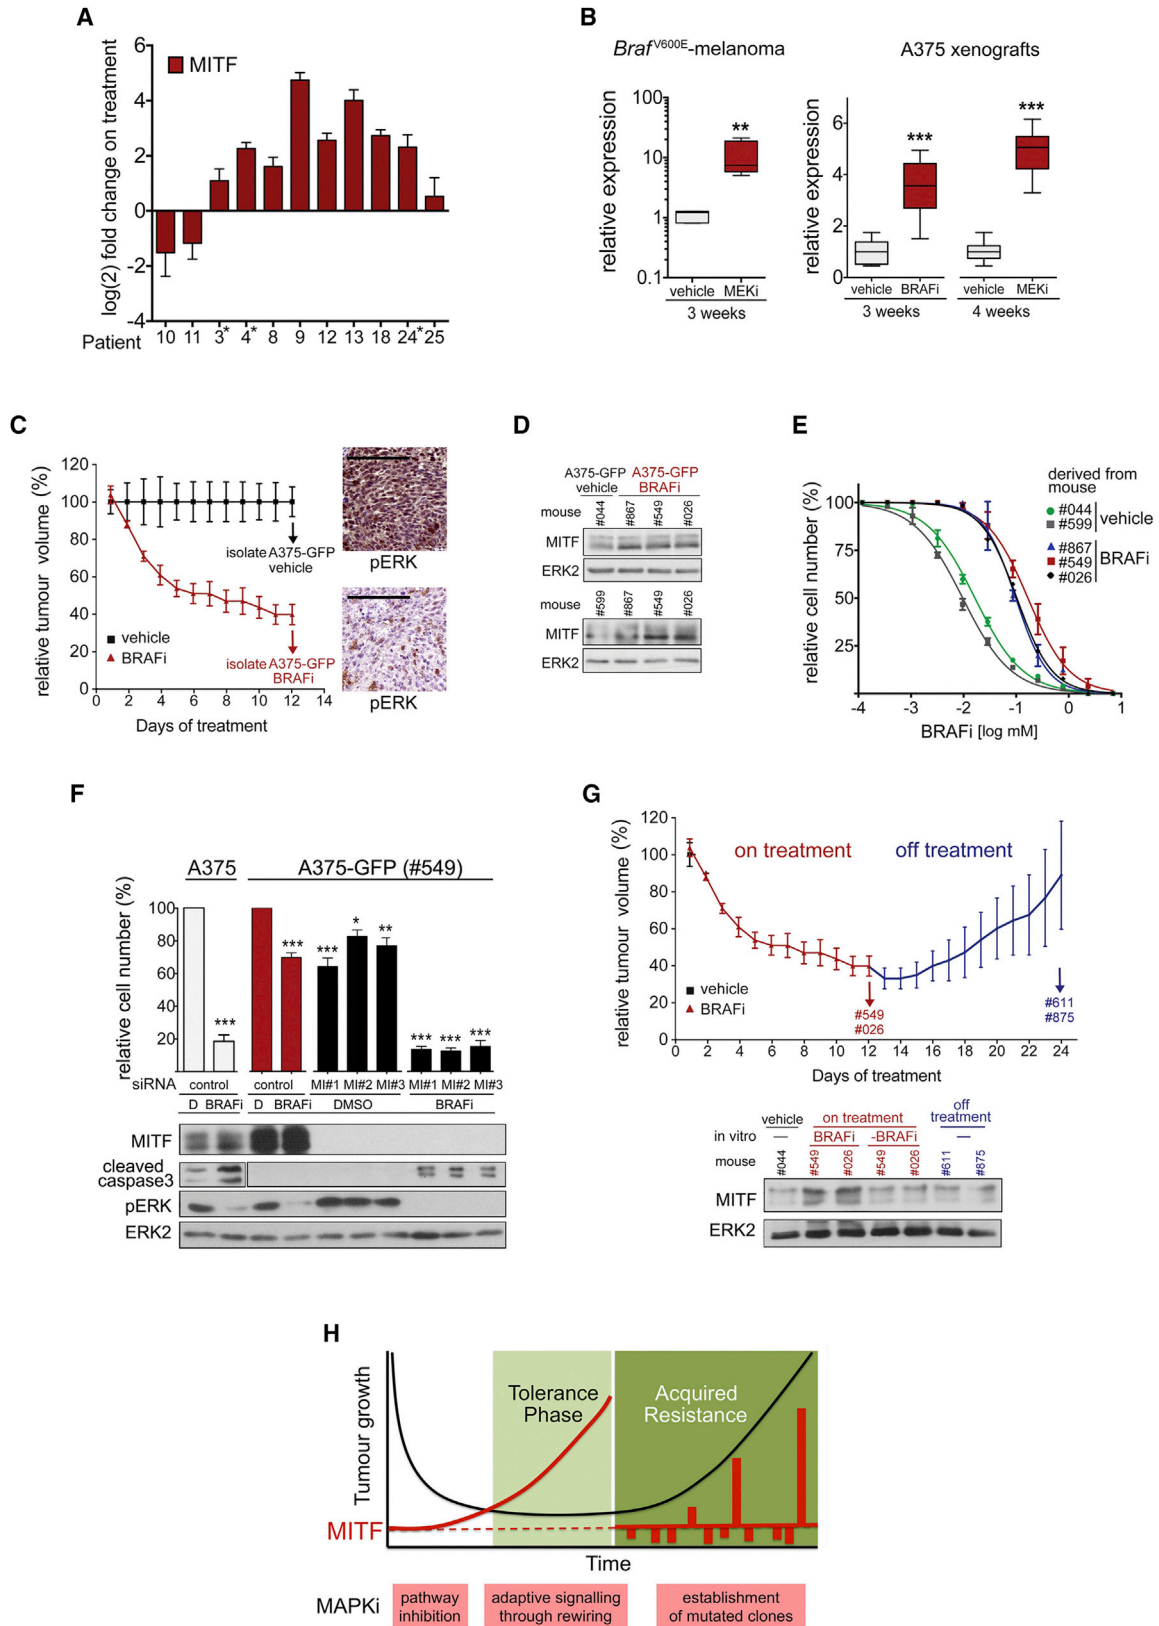 A
log(2) fold change on treatment
MITF
6
4
2
0
-2
-4
Patient
10 11 3* 4* 8 9 12 13 18 24* 25
B
Braf V600E-melanoma
relative expression
100
10
1
0.1
**
vehicle MEKi
3 weeks
A375 xenografts
relative expression
6
4
2
0
***
***
vehicle BRAFi
3 weeks
vehicle MEKi
4 weeks
C
relative tumour volume (%)
120
100
80
60
40
20
0
isolate A375-GFP
vehicle
isolate A375-GFP
BRAFi
vehicle
BRAFi
0 2 4 6 8 10 12 14
Days of treatment
pERK
pERK
D
A375-GFP A375-GFP
vehicle BRAFi
mouse #044 #867 #549 #026
MITF
ERK2
mouse #599 #867 #549 #026
MITF
ERK2
E
relative cell number (%)
100
75
50
25
-4 -3 -2 -1 0 1
BRAFi [log mM]
derived from
mouse
#044
#599
vehicle
#867
#549
#026
BRAFi
F
A375
A375-GFP (#549)
relative cell number (%)
100
80
60
40
20
***
***
***
*
**
***
***
***
siRNA control control MI#1 MI#2 MI#3 MI#1 MI#2 MI#3
D BRAFi D BRAFi DMSO BRAFi
MITF
cleaved
caspase3
pERK
ERK2
G
relative tumour volume (%)
120
100
80
60
40
20
0
on treatment
off treatment
vehicle
BRAFi
#549
#026
#611
#875
0 2 4 6 8 10 12 14 16 18 20 22 24
Days of treatment
vehicle on treatment off
treatment
in vitro — BRAFi -BRAFi —
mouse #044 #549 #026 #549 #026 #611 #875
MITF
ERK2
H
Tumour growth
MITF
Tolerance
Phase
Acquired
Resistance
Time
MAPKi
pathway
inhibition
adaptive signalling
through rewiring
establishment
of mutated clones